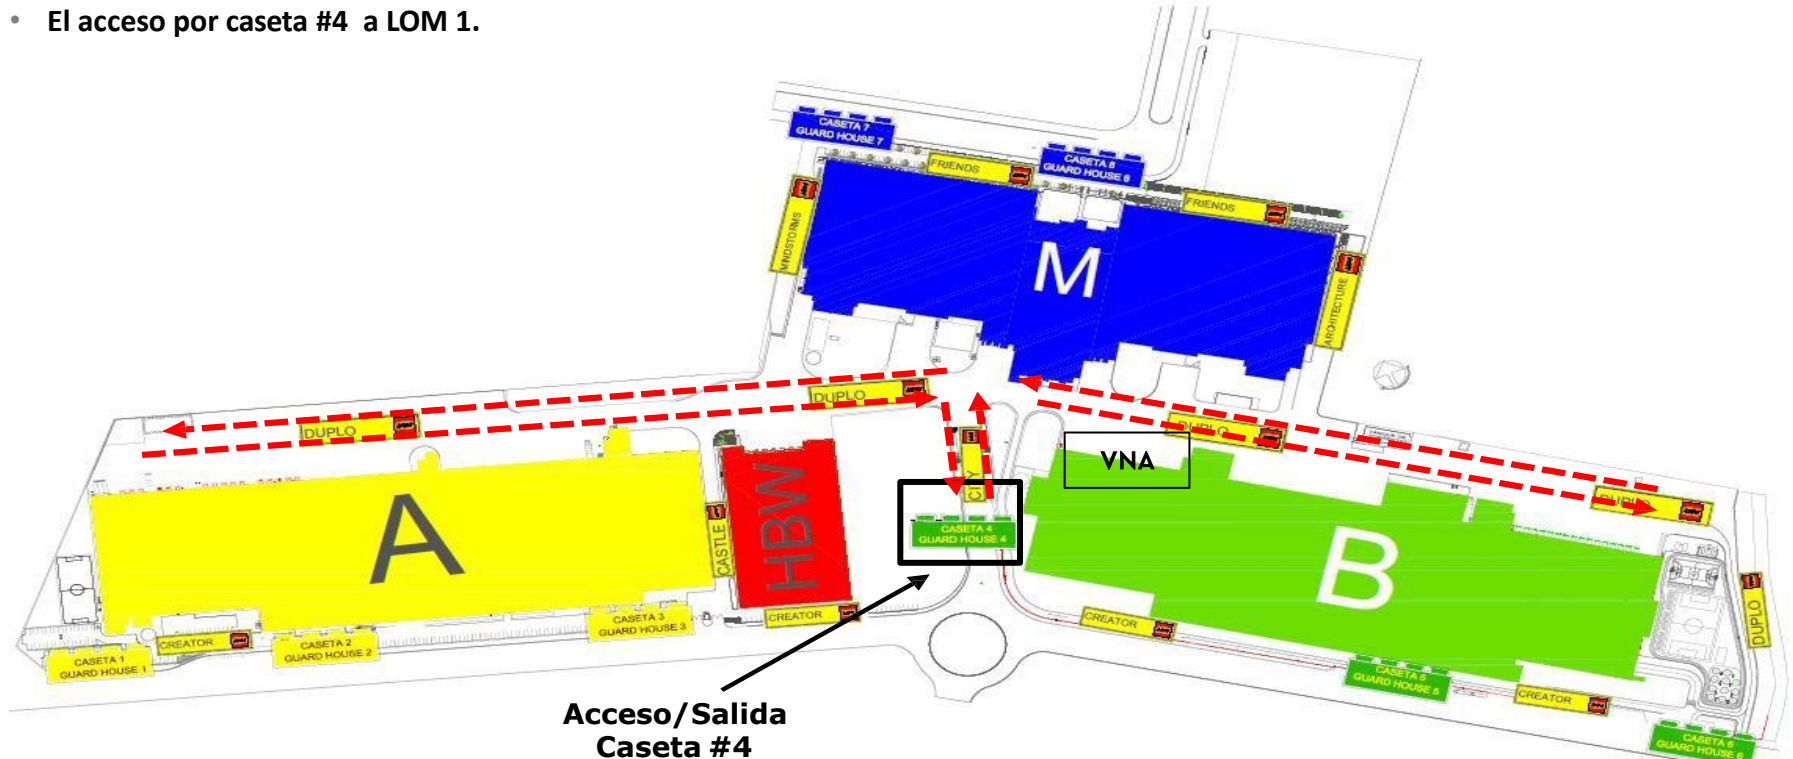 • El acceso por caseta #4 a LOM 1.
CASETA 7
GUARD HOUSE 7
FRIENDS
CASETA 8
GUARD HOUSE 8
FRIENDS
MINDSTORMS
M
ARCHITECTURE
DUPLO
DUPLO
DUPLO
DUPLO
VNA
CITY
A
CASTLE
HBW
CASETA 4
GUARD HOUSE 4
B
DUPLO
CREATOR
CASETA 1
GUARD HOUSE 1
CASETA 2
GUARD HOUSE 2
CASETA 3
GUARD HOUSE 3
CREATOR
CREATOR
CASETA 5
GUARD HOUSE 5
CREATOR
CASETA 6
GUARD HOUSE 6
Acceso/Salida
Caseta #4